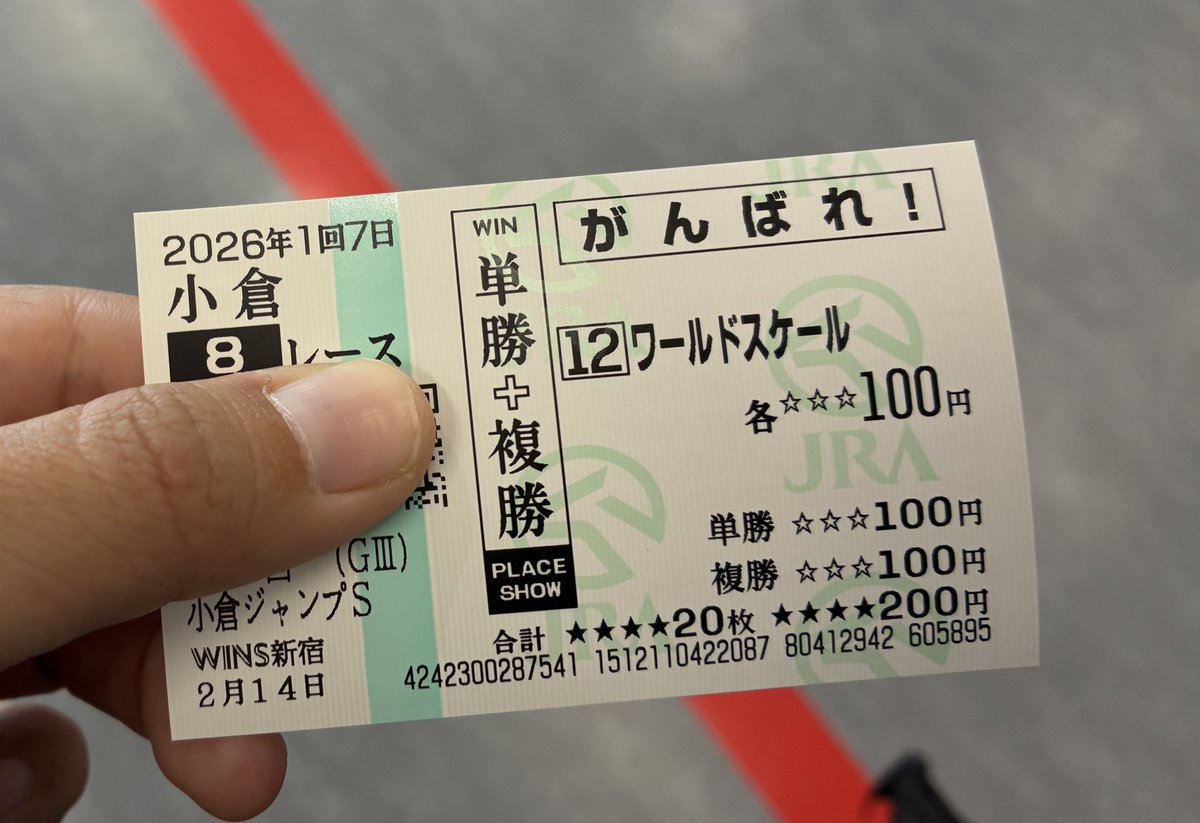 2026年1回7日
小倉
8レース
(GⅢ)
小倉ジャンプS
WINS新宿
2月14日
WIN
単勝+複勝
PLACE
SHOW
がんばれ!
12ワールドスケール
各☆☆☆100円
単勝 ☆☆☆100円
複勝 ☆☆☆100円
合計 ★★★★20枚 ★★★★200円
4242300287541 1512110422087 80412942 605895
JRA
JRA
JRA